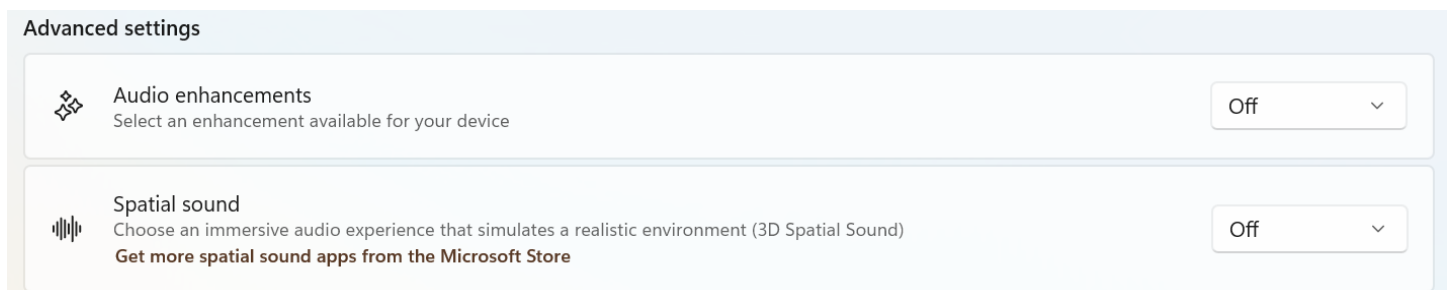 Advanced settings
Audio enhancements
Select an enhancement available for your device
Off
Spatial sound
Choose an immersive audio experience that simulates a realistic environment (3D Spatial Sound)
Get more spatial sound apps from the Microsoft Store
Off